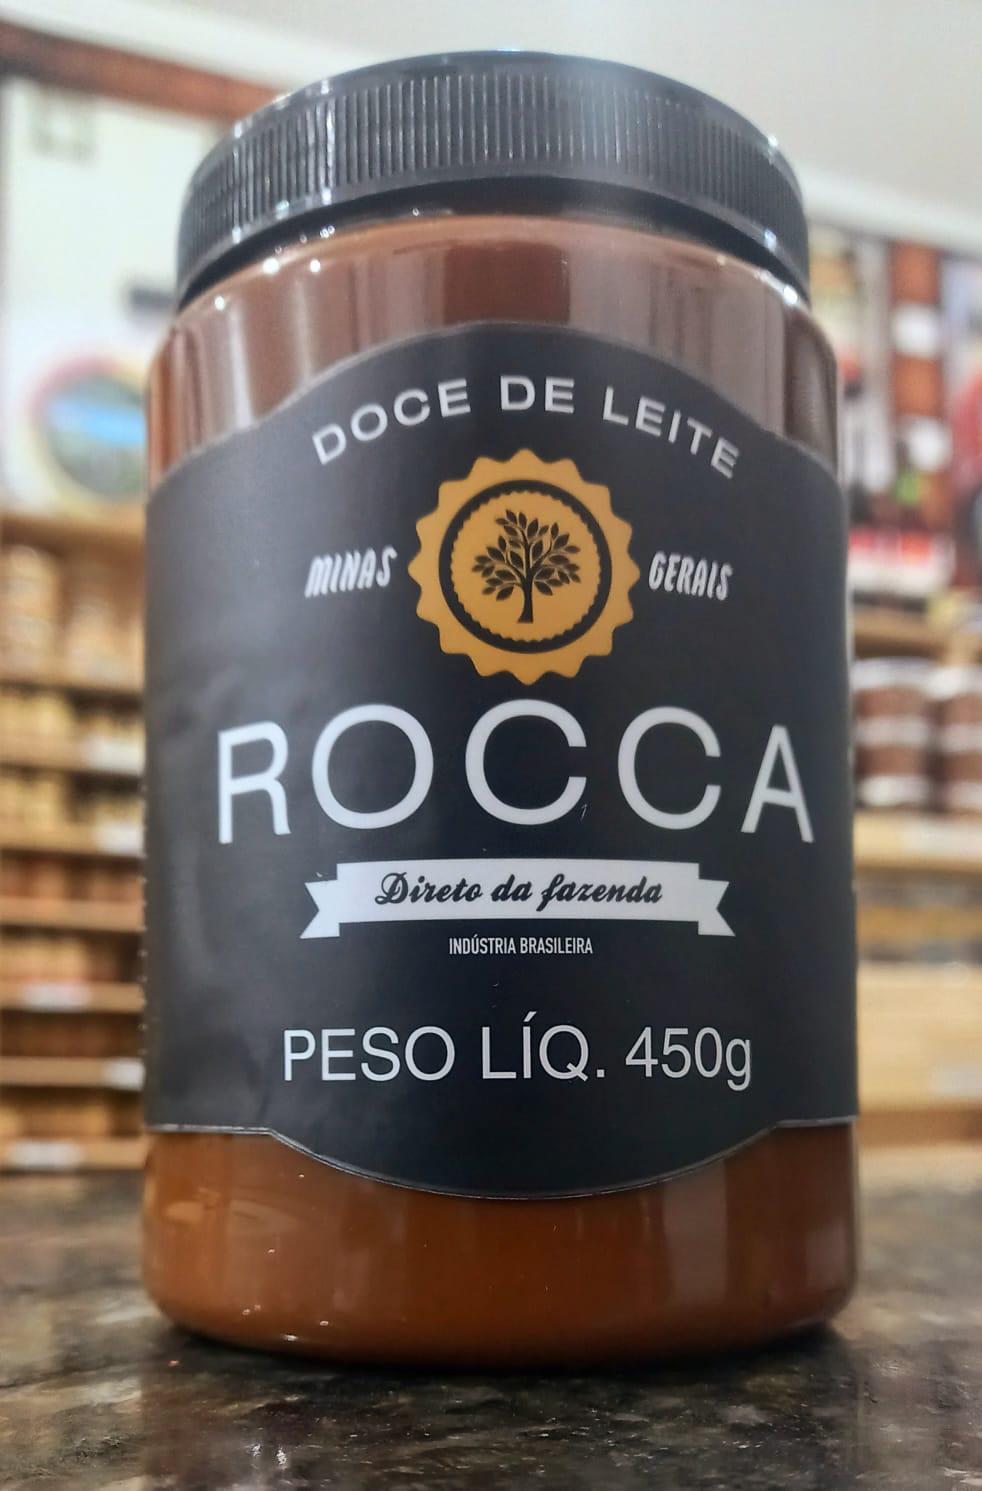 DOCE DE LEITE
MINAS GERAIS
ROCCA
Direto da fazenda
INDÚSTRIA BRASILEIRA
PESO LÍQ. 450g